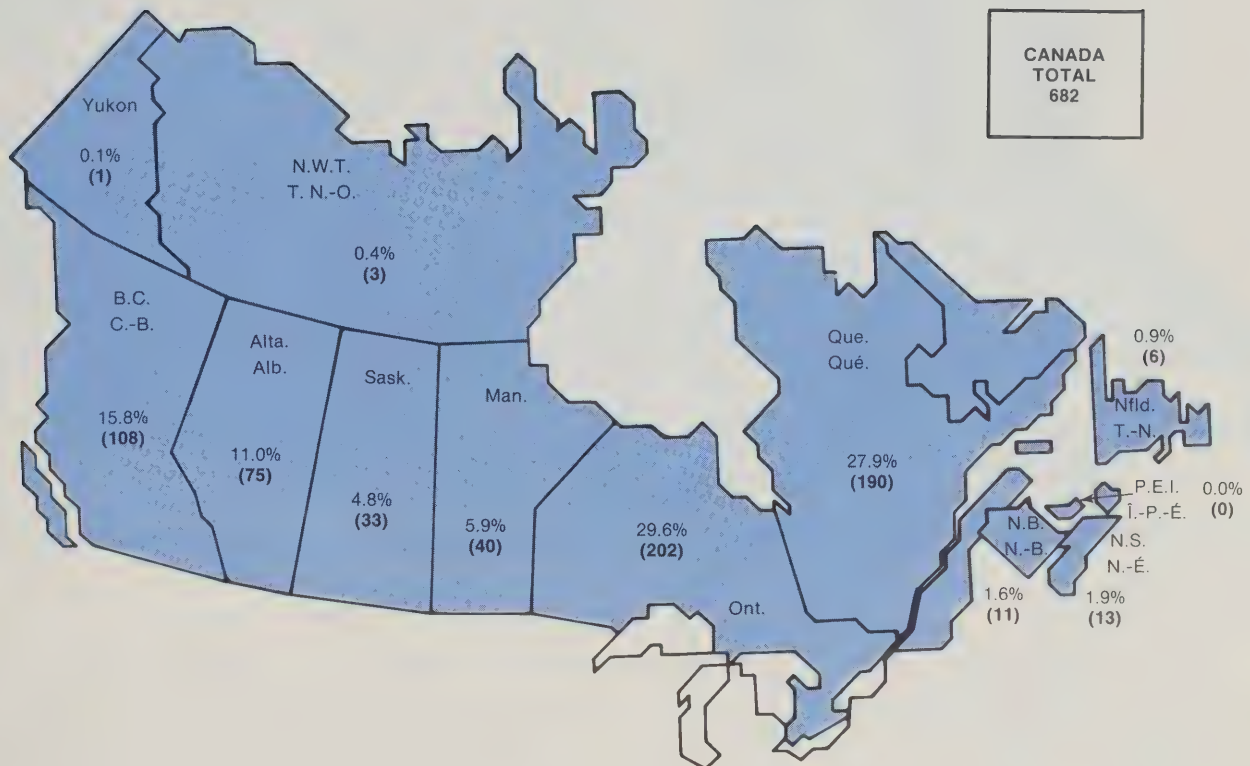 CANADA
TOTAL
682
Yukon
0.1%
(1)
N.W.T.
T. N.-O.
0.4%
(3)
B.C.
C.-B.
15.8%
(108)
Alta.
Alb.
11.0%
(75)
Sask.
4.8%
(33)
Man.
5.9%
(40)
29.6%
(202)
Ont.
Que.
Qué.
27.9%
(190)
0.9%
(6)
Nfld.
T.-N.
P.E.I.
Î.-P.-É.
0.0%
(0)
N.B.
N.-B.
1.6%
(11)
N.S.
N.-É.
1.9%
(13)